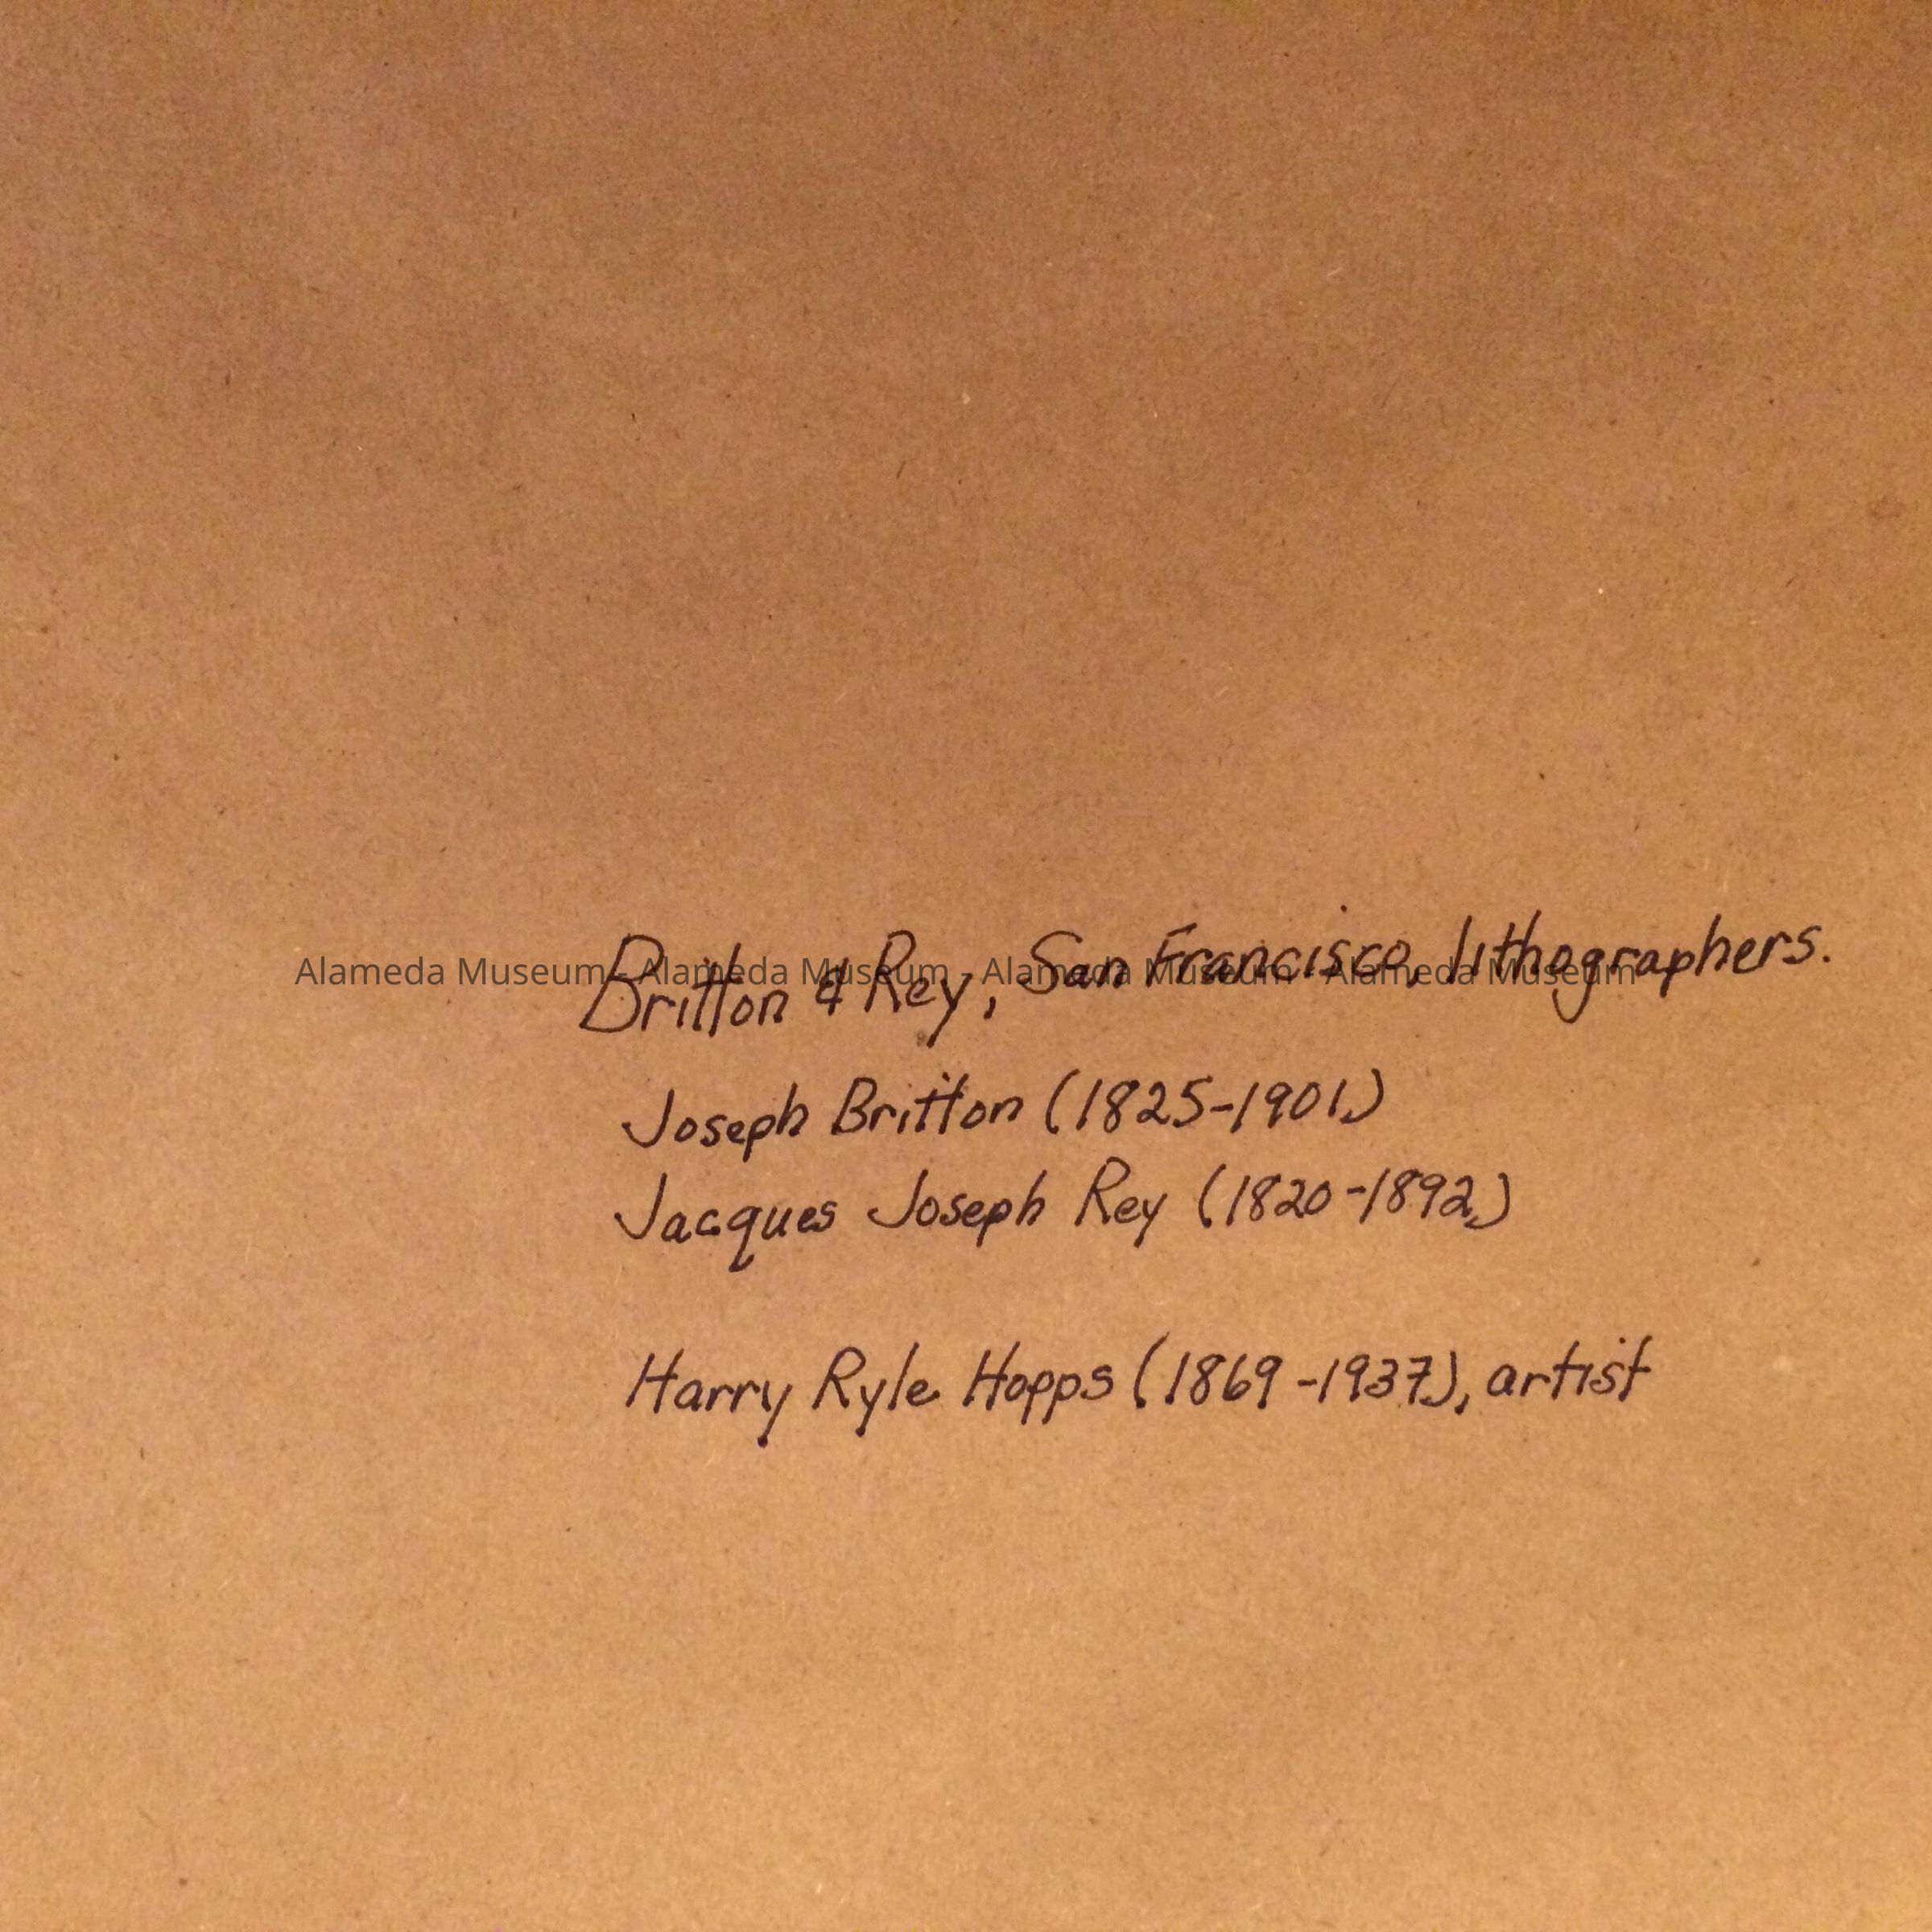 Britton & Rey, San Francisco, lithographers.
Alameda Museum - Alameda Museum - Alameda Museum - Alameda Museum
Joseph Britton (1825-1901)
Jacques Joseph Rey (1820-1892)
Harry Ryle Hopps (1869-1937), artist